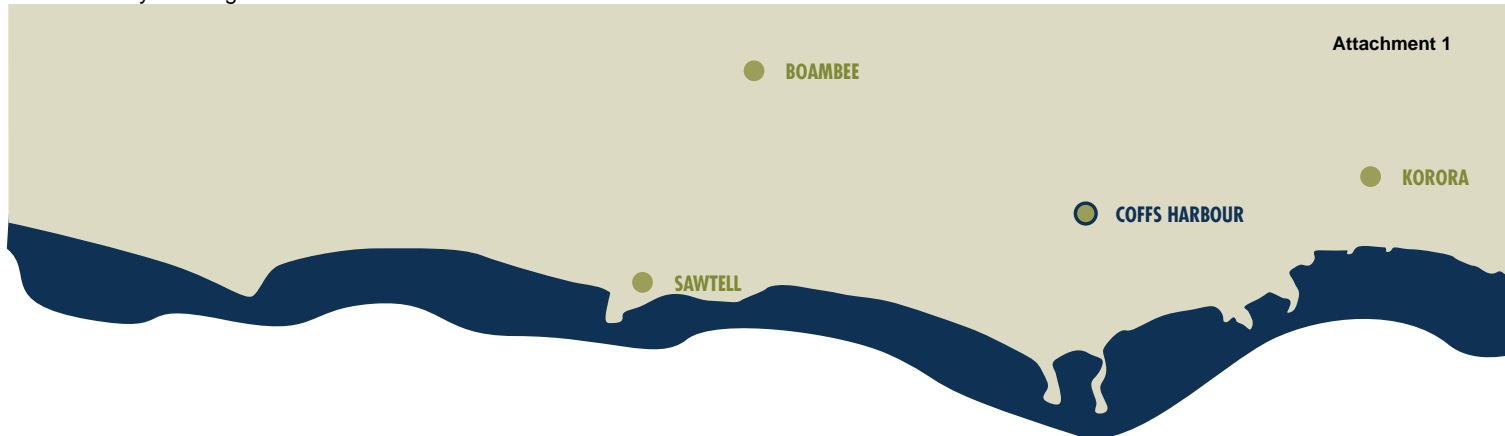 Attachment 1
BOAMBEE
KORORA
COFFS HARBOUR
SAWTELL